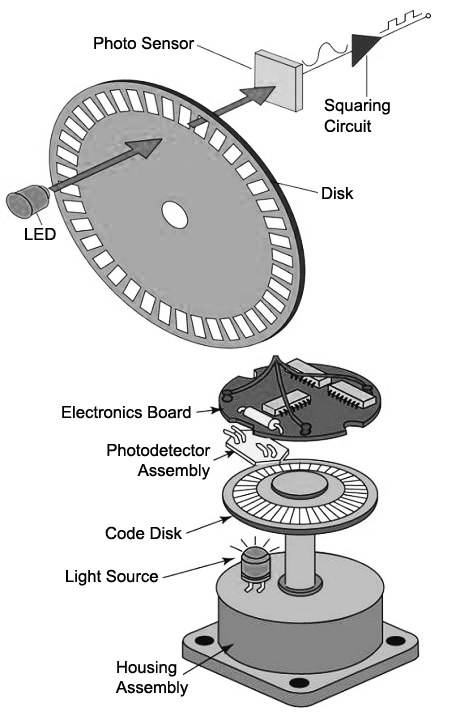 Photo Sensor
Squaring
Circuit
Disk
LED
Electronics Board
Photodetector
Assembly
Code Disk
Light Source
Housing
Assembly